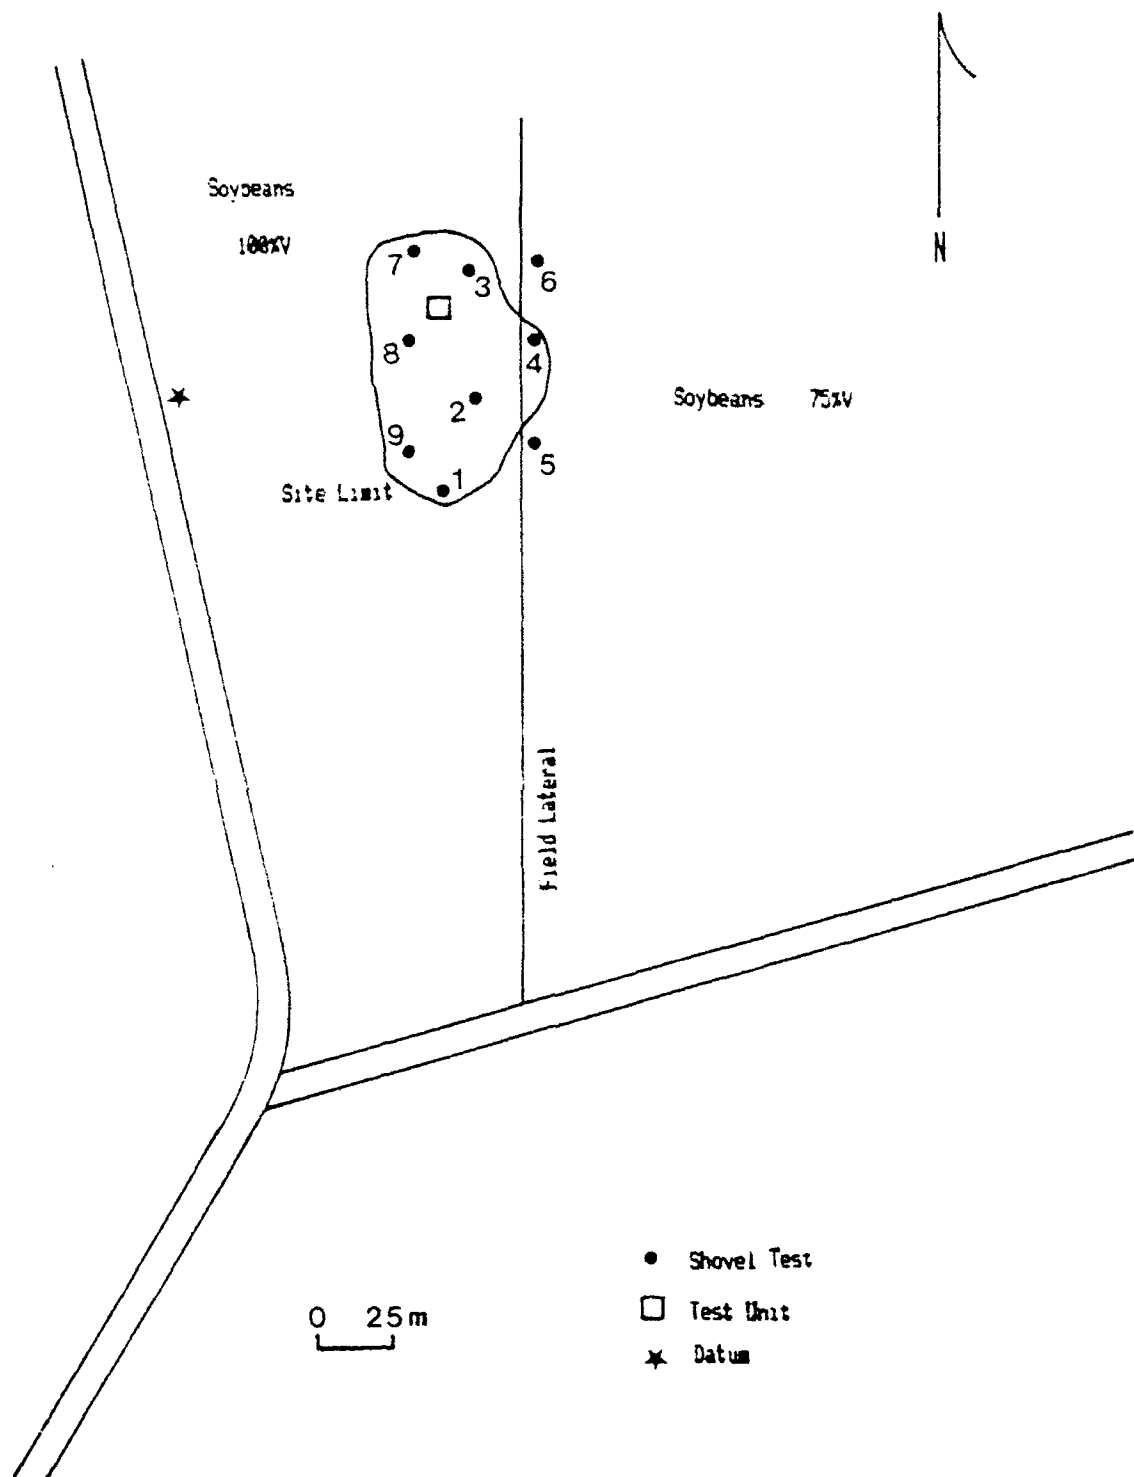 Soybeans
100%V
N
7
3
6
8
4
2
Soybeans 75%V
9
5
1
Site Limit
Field Lateral
Shovel Test
0 25m
Test Unit
Datum